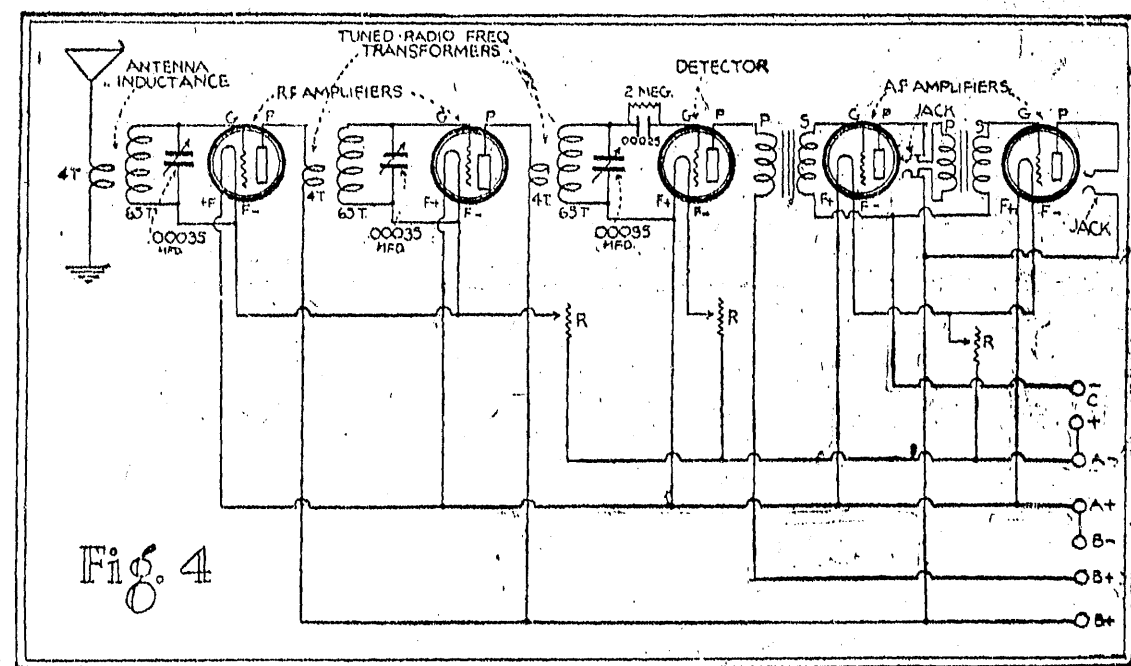 TUNED RADIO FREQ
TRANSFORMERS
ANTENNA
INDUCTANCE
RF AMPLIFIERS
DETECTOR
2 MEG.
.00025
A.F. AMPLIFIERS
JACK
G
P
G
P
G
P
P
S
G
P
P
S
G
4T
65T.
+F
F-
.00035
MFD.
4T
65T.
F+
F-
.00035
MFD.
4T
65T.
F+
F-
.00035
MFD.
F+
F-
F+
F-
JACK
R
R
R
-
C
+
A-
A+
B-
B+
B+
Fig. 4